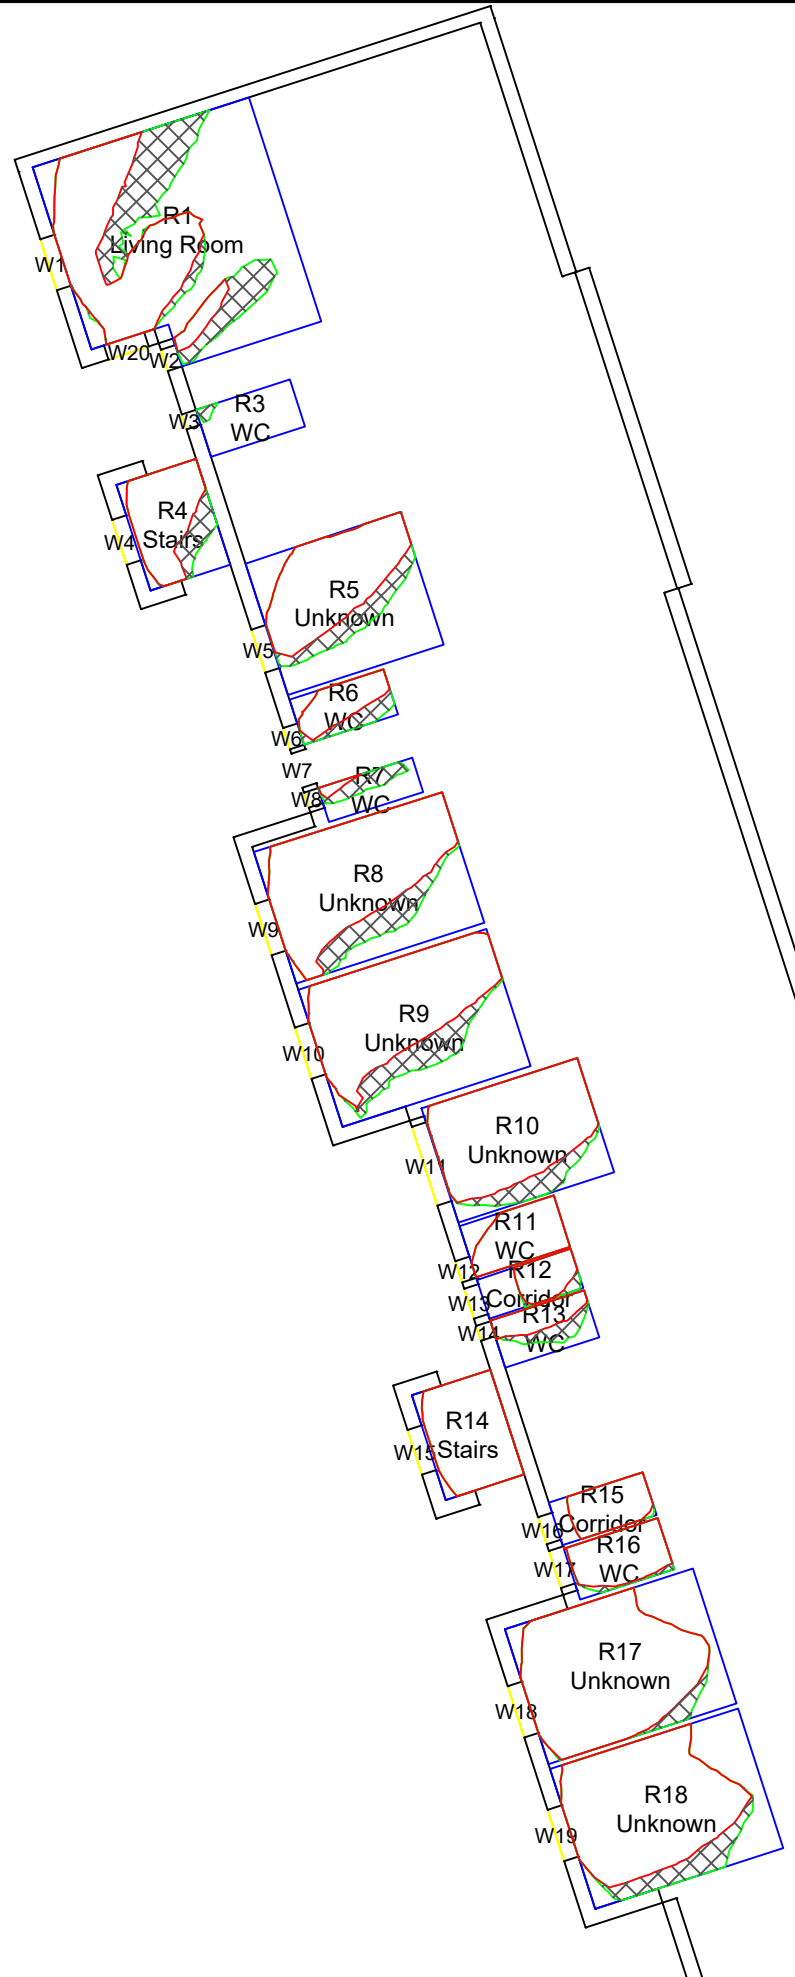 R1
Living Room
W1
W20
W2
R3
WC
W3
R4
Stairs
W4
R5
Unknown
W5
R6
WC
W6
W7
R7
WC
W8
R8
Unknown
W9
R9
Unknown
W10
R10
Unknown
W11
R11
WC
W12
R12
Corridor
W13
R13
WC
W14
R14
Stairs
W15
R15
Corridor
W16
R16
WC
W17
R17
Unknown
W18
R18
Unknown
W19